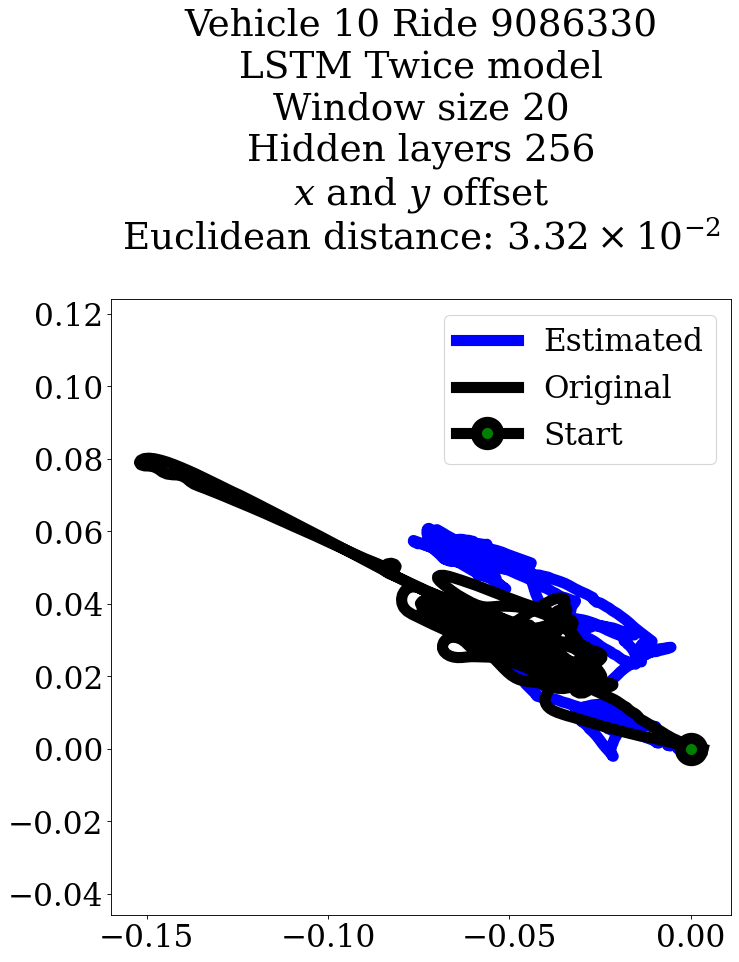 Vehicle 10 Ride 9086330
LSTM Twice model
Window size 20
Hidden layers 256
x and y offset
Euclidean distance: 3.32 × 10⁻²
Estimated
Original
Start
0.12
0.10
0.08
0.06
0.04
0.02
0.00
−0.02
−0.04
−0.15 −0.10 −0.05 0.00